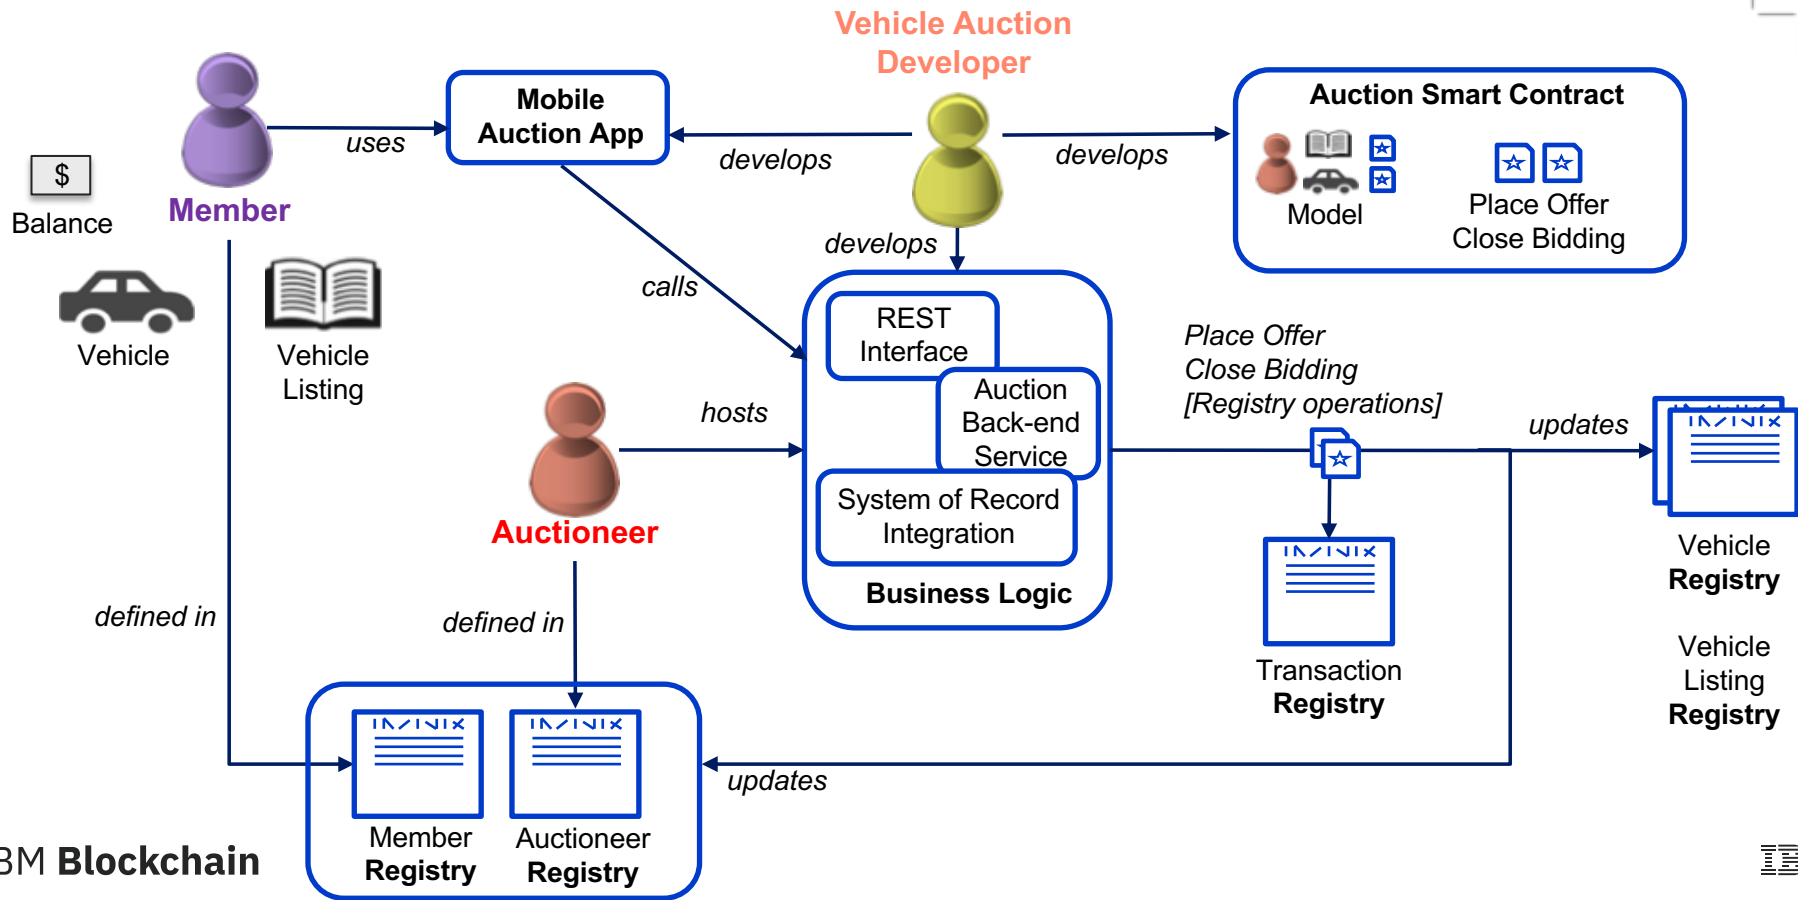 Vehicle Auction
Developer
Mobile
Auction App
Auction Smart Contract
uses
develops
develops
$
Balance
Member
Model
Place Offer
Close Bidding
develops
calls
Vehicle
Vehicle
Listing
REST
Interface
Place Offer
Close Bidding
[Registry operations]
hosts
Auction
Back-end
Service
updates
System of Record
Integration
Auctioneer
Business Logic
Vehicle
Registry
defined in
defined in
Transaction
Registry
Vehicle
Listing
Registry
updates
Member
Registry
Auctioneer
Registry
BM Blockchain